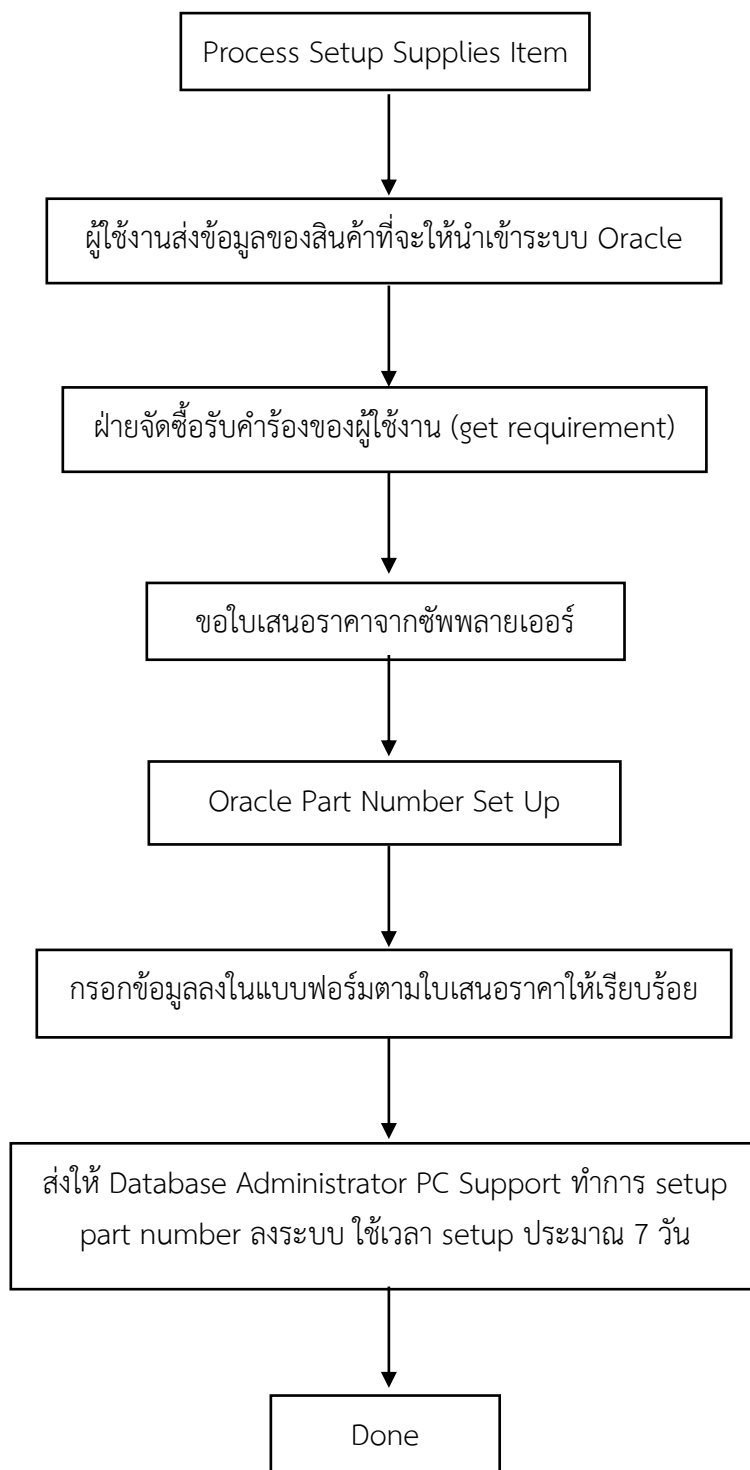 Process Setup Supplies Item
ผู้ใช้งานส่งข้อมูลของสินค้าที่จะให้นำเข้าระบบ Oracle
ฝ่ายจัดซื้อรับคำร้องของผู้ใช้งาน (get requirement)
ขอใบเสนอราคาจากซัพพลายเออร์
Oracle Part Number Set Up
กรอกข้อมูลลงในแบบฟอร์มตามใบเสนอราคาให้เรียบร้อย
ส่งให้ Database Administrator PC Support ทำการ setup
part number ลงระบบ ใช้เวลา setup ประมาณ 7 วัน
Done